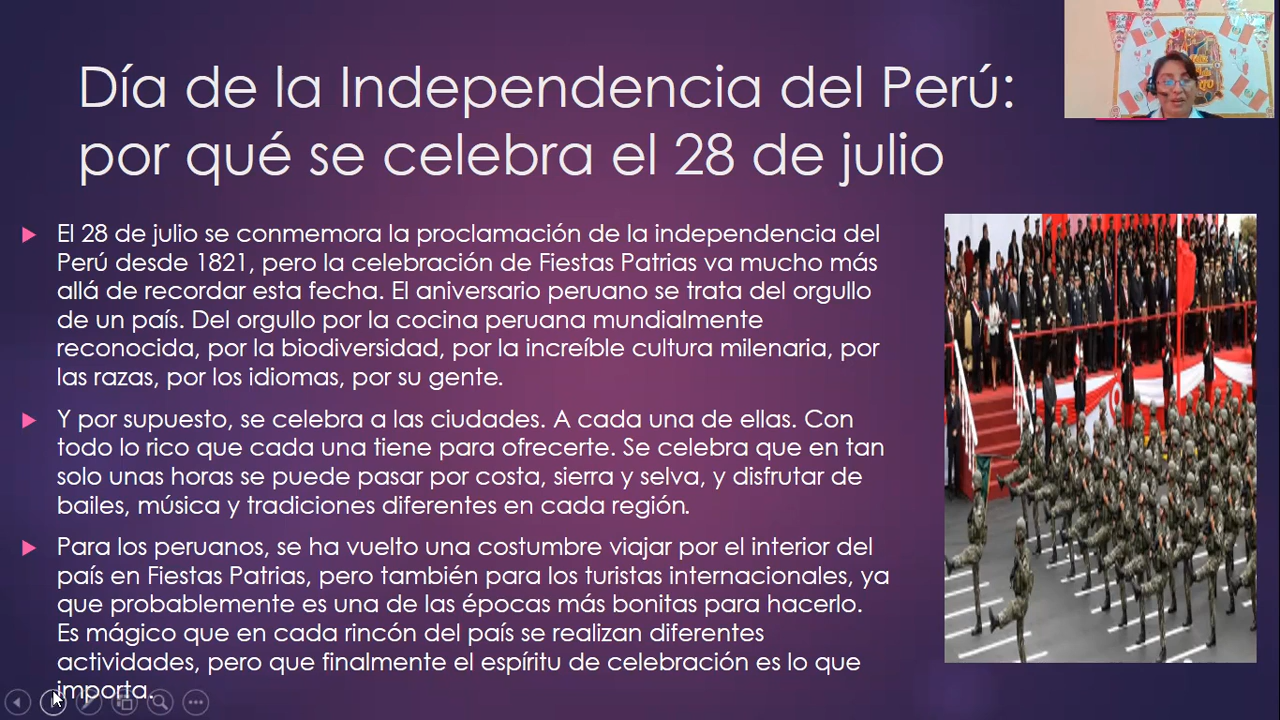 Día de la Independencia del Perú:
por qué se celebra el 28 de julio
El 28 de julio se conmemora la proclamación de la independencia del
Perú desde 1821, pero la celebración de Fiestas Patrias va mucho más
allá de recordar esta fecha. El aniversario peruano se trata del orgullo
de un país. Del orgullo por la cocina peruana mundialmente
reconocida, por la biodiversidad, por la increíble cultura milenaria, por
las razas, por los idiomas, por su gente.
Y por supuesto, se celebra a las ciudades. A cada una de ellas. Con
todo lo rico que cada una tiene para ofrecerte. Se celebra que en tan
solo unas horas se puede pasar por costa, sierra y selva, y disfrutar de
bailes, música y tradiciones diferentes en cada región.
Para los peruanos, se ha vuelto una costumbre viajar por el interior del
país en Fiestas Patrias, pero también para los turistas internacionales, ya
que probablemente es una de las épocas más bonitas para hacerlo.
Es mágico que en cada rincón del país se realizan diferentes
actividades, pero que finalmente el espíritu de celebración es lo que
importa.